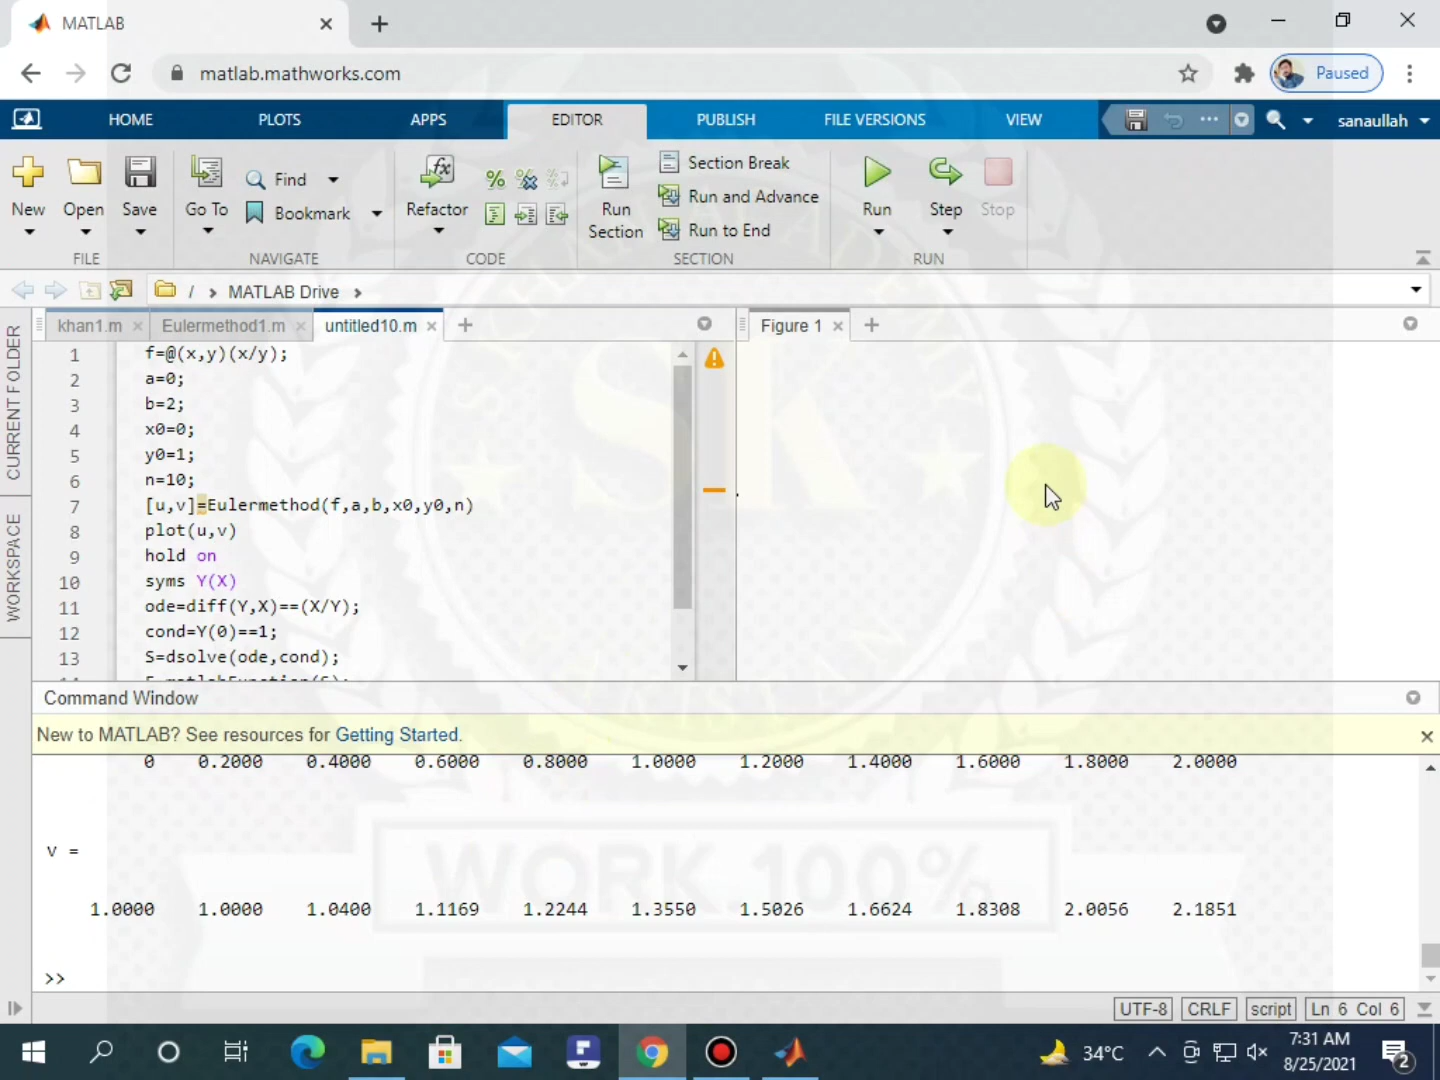 MATLAB
matlab.mathworks.com
Paused
HOME
PLOTS
APPS
EDITOR
PUBLISH
FILE VERSIONS
VIEW
sanaullah
New
Open
Save
Go To
Find
Bookmark
Refactor
Run
Section
Section Break
Run and Advance
Run to End
Run
Step
Stop
FILE
NAVIGATE
CODE
SECTION
RUN
/ › MATLAB Drive ›
CURRENT FOLDER
WORKSPACE
khan1.m
Eulermethod1.m
untitled10.m
Figure 1
1 f=@(x,y)(x/y);
2 a=0;
3 b=2;
4 x0=0;
5 y0=1;
6 n=10;
7 [u,v]=Eulermethod(f,a,b,x0,y0,n)
8 plot(u,v)
9 hold on
10 syms Y(X)
11 ode=diff(Y,X)==(X/Y);
12 cond=Y(0)==1;
13 S=dsolve(ode,cond);
Command Window
New to MATLAB? See resources for Getting Started.
0 0.2000 0.4000 0.6000 0.8000 1.0000 1.2000 1.4000 1.6000 1.8000 2.0000
v =
1.0000 1.0000 1.0400 1.1169 1.2244 1.3550 1.5026 1.6624 1.8308 2.0056 2.1851
>>
WORK 100%
UTF-8
CRLF
script
Ln 6 Col 6
34°C
7:31 AM
8/25/2021
2